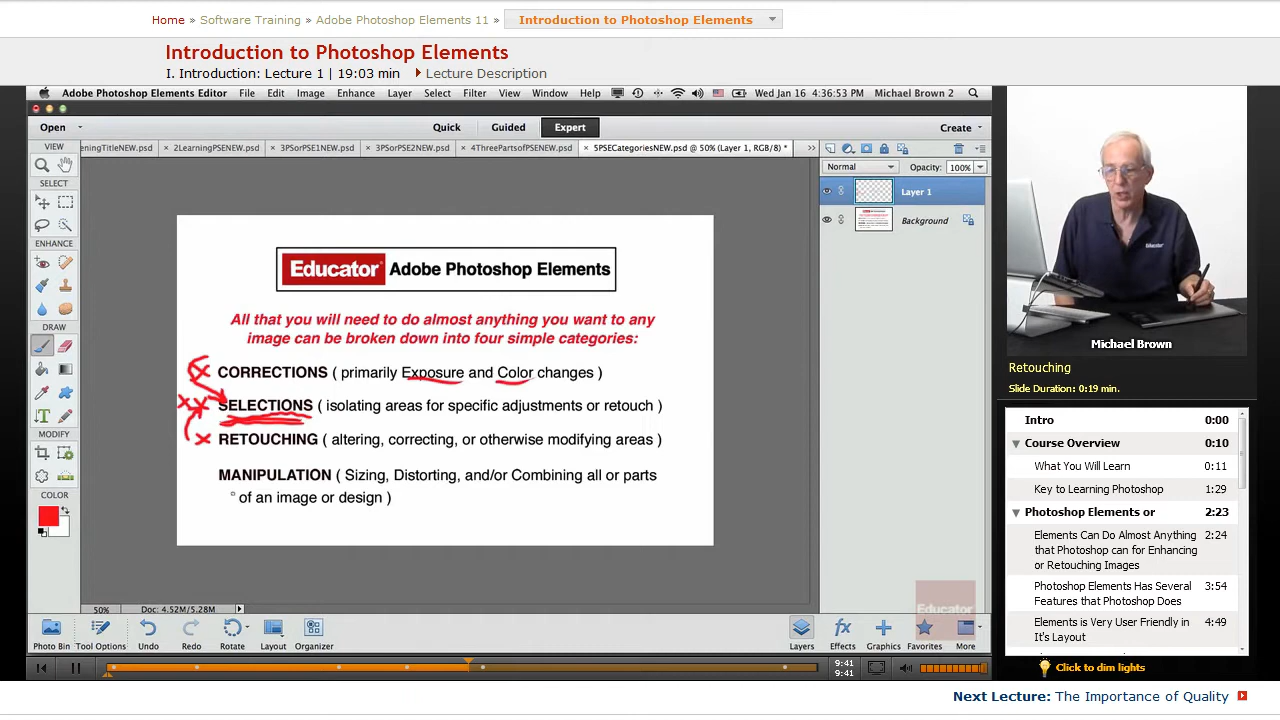 Home » Software Training » Adobe Photoshop Elements 11 » Introduction to Photoshop Elements
Introduction to Photoshop Elements
I. Introduction: Lecture 1 | 19:03 min Lecture Description
Adobe Photoshop Elements Editor File Edit Image Enhance Layer Select Filter View Window Help Wed Jan 16 4:36:53 PM Michael Brown 2
Open Quick Guided Expert Create
VIEW eningTitleNEW.psd × 2LearningPSENEW.psd × 3PSorPSE1NEW.psd × 3PSorPSE2NEW.psd × 4ThreePartsofPSENEW.psd × 5PSECategoriesNEW.psd @ 50% (Layer 1, RGB/8) * ×
Normal Opacity: 100%
SELECT
Layer 1
Background
ENHANCE
DRAW
MODIFY
COLOR
Educator Adobe Photoshop Elements
All that you will need to do almost anything you want to any
image can be broken down into four simple categories:
CORRECTIONS ( primarily Exposure and Color changes )
SELECTIONS ( isolating areas for specific adjustments or retouch )
RETOUCHING ( altering, correcting, or otherwise modifying areas )
MANIPULATION ( Sizing, Distorting, and/or Combining all or parts
of an image or design )
50% Doc: 4.52M/5.28M
Educator
Photo Bin Tool Options Undo Redo Rotate Layout Organizer Layers Effects Graphics Favorites More
9:41
9:41
Educator
Michael Brown
Retouching
Slide Duration: 0:19 min.
Intro 0:00
Course Overview 0:10
What You Will Learn 0:11
Key to Learning Photoshop 1:29
Photoshop Elements or 2:23
Elements Can Do Almost Anything 2:24
that Photoshop can for Enhancing
or Retouching Images
Photoshop Elements Has Several 3:54
Features that Photoshop Does
Elements is Very User Friendly in 4:49
It's Layout
Click to dim lights
Next Lecture: The Importance of Quality